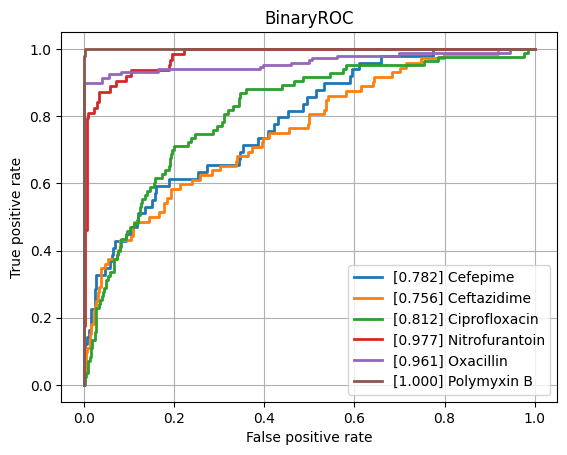 BinaryROC
True positive rate
1.0
0.8
0.6
0.4
0.2
0.0
[0.782] Cefepime
[0.756] Ceftazidime
[0.812] Ciprofloxacin
[0.977] Nitrofurantoin
[0.961] Oxacillin
[1.000] Polymyxin B
0.0 0.2 0.4 0.6 0.8 1.0
False positive rate